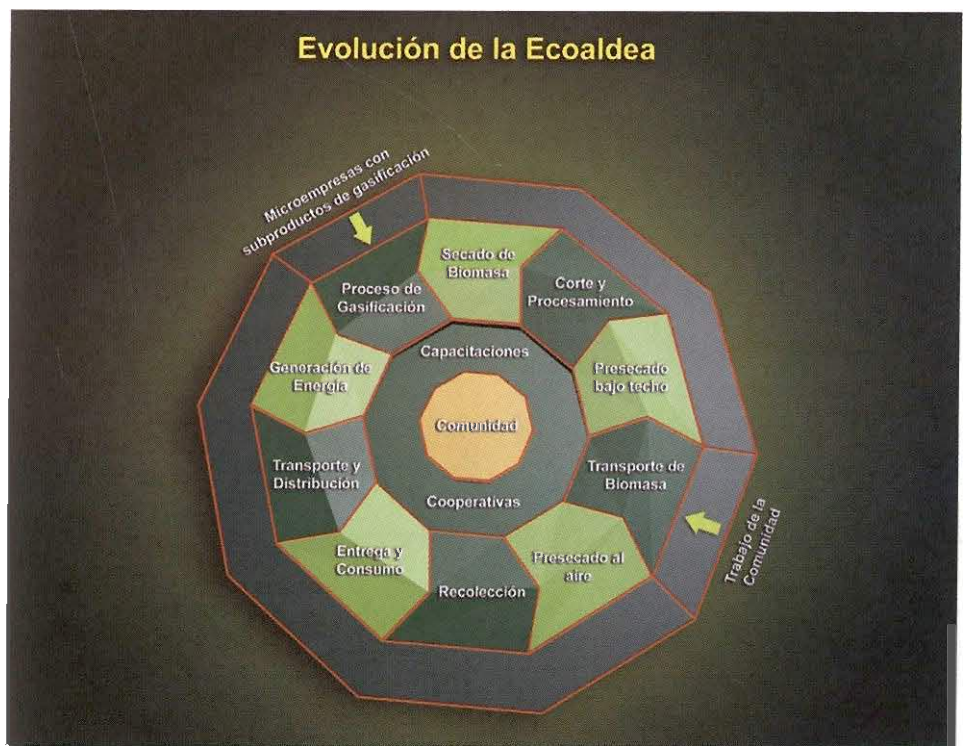 Evolución de la Ecoaldea
Microempresas con
subproductos de gasificación
Secado de
Biomasa
Proceso de
Gasificación
Corte y
Procesamiento
Capacitaciones
Generación de
Energía
Presecado
bajo techo
Comunidad
Transporte y
Distribución
Transporte de
Biomasa
Cooperativas
Trabajo de la
Comunidad
Entrega y
Consumo
Presecado al
aire
Recolección